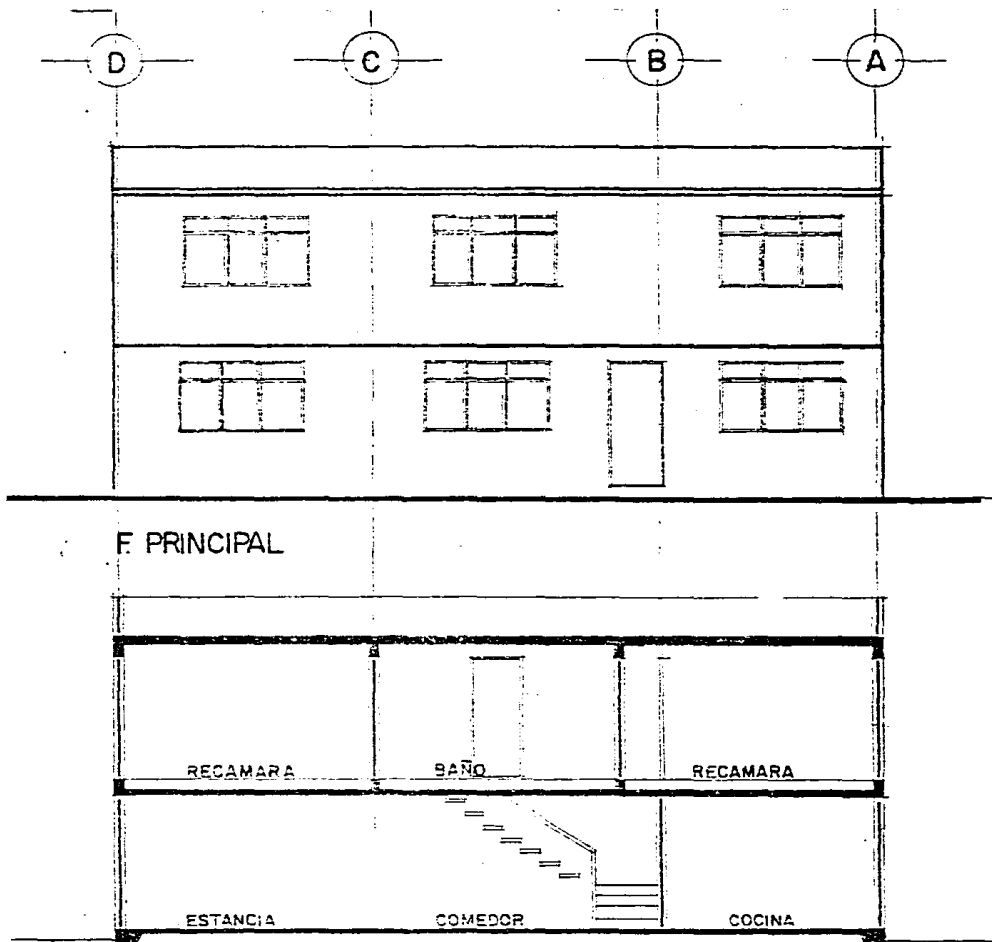 D C B A
F. PRINCIPAL
RECAMARA BAÑO RECAMARA
ESTANCIA COMEDOR COCINA